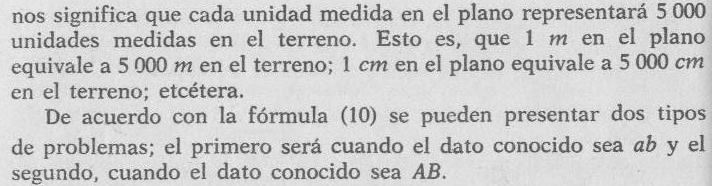 nos significa que cada unidad medida en el plano representará 5 000
unidades medidas en el terreno. Esto es, que 1 m en el plano
equivale a 5 000 m en el terreno; 1 cm en el plano equivale a 5 000 cm
en el terreno; etcétera.
De acuerdo con la fórmula (10) se pueden presentar dos tipos
de problemas; el primero será cuando el dato conocido sea ab y el
segundo, cuando el dato conocido sea AB.